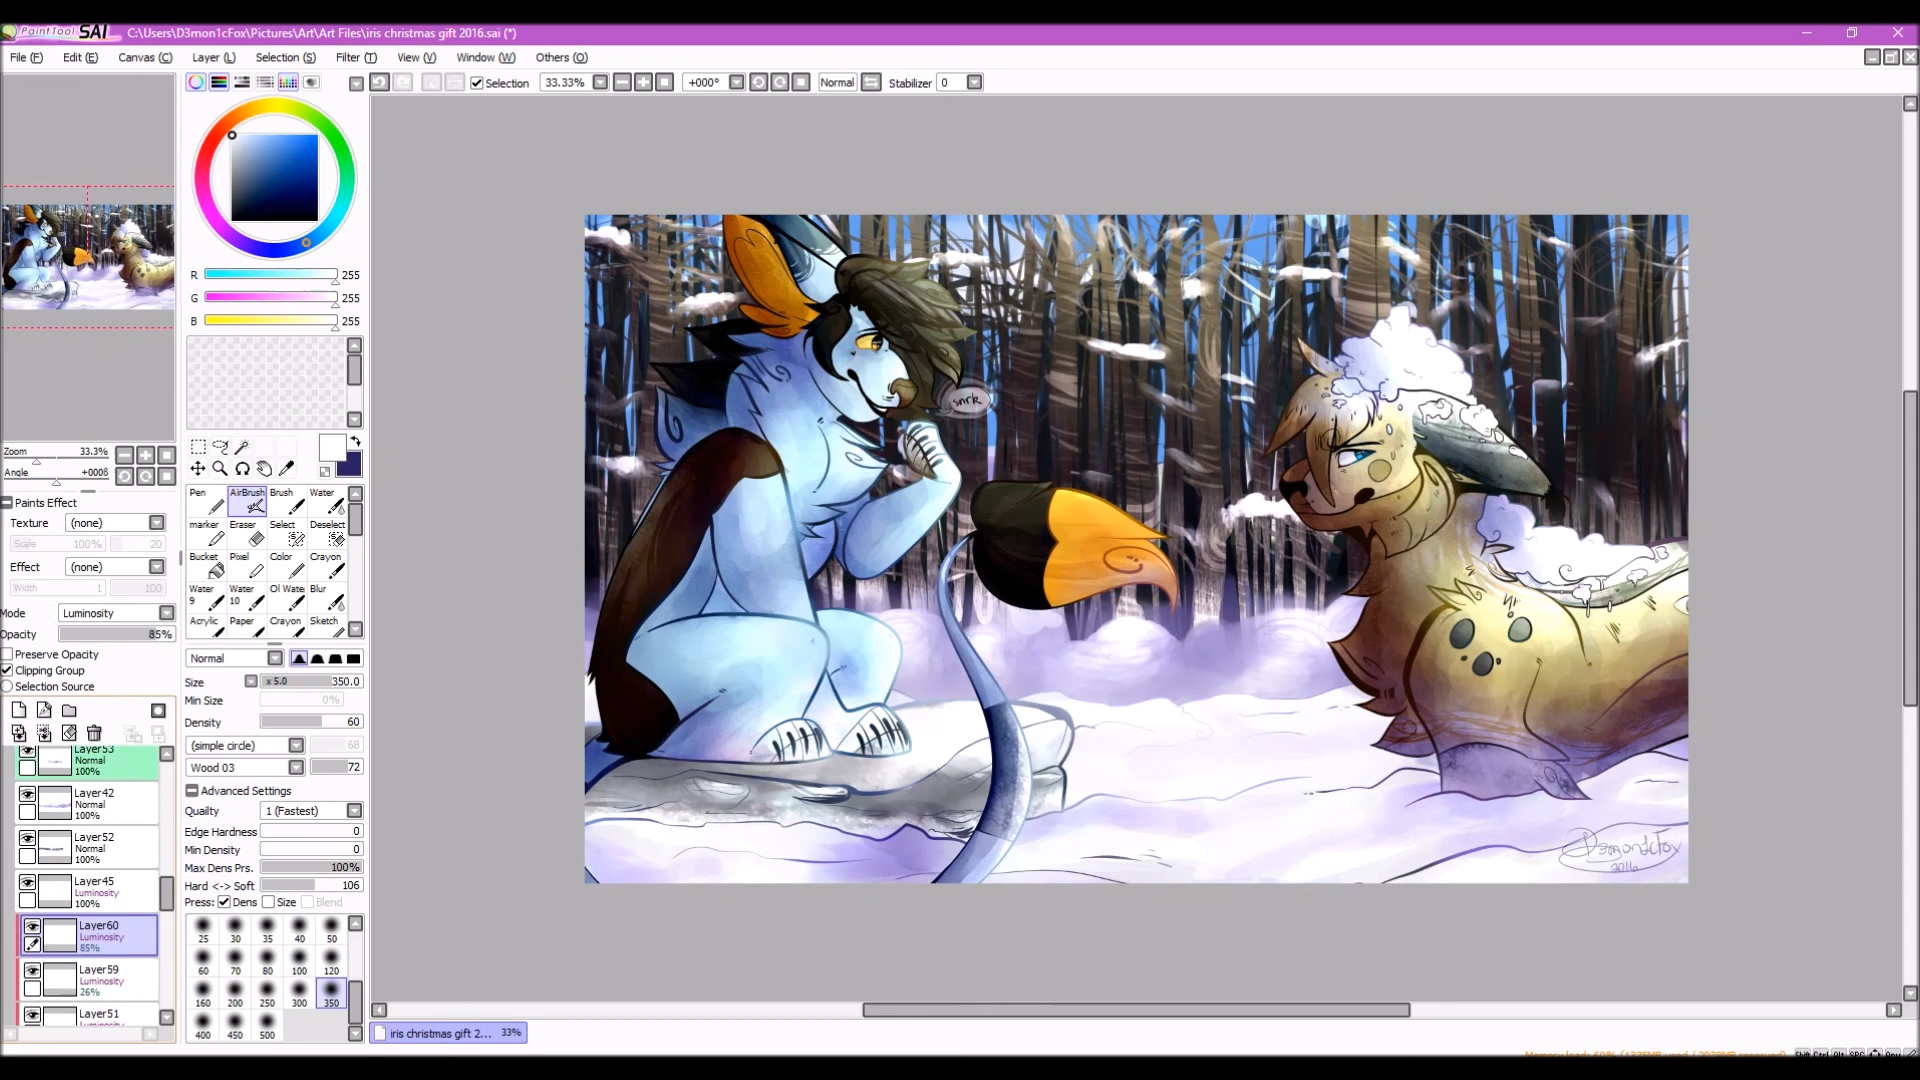 PaintTool SAI C:\Users\D3mon1cFox\Pictures\Art\Art Files\iris christmas gift 2016.sai (*)
File (F) Edit (E) Canvas (C) Layer (L) Selection (S) Filter (T) View (V) Window (W) Others (O)
Selection 33.33% +000° Normal Stabilizer 0
R 255
G 255
B 255
snrk
Zoom 33.3%
Angle +000ß
Paints Effect
Texture (none)
Scale 100% 20
Effect (none)
Width 1 100
Mode Luminosity
Opacity 85%
Preserve Opacity
Clipping Group
Selection Source
Layer53
Normal
100%
Layer42
Normal
100%
Layer52
Normal
100%
Layer45
Luminosity
100%
Layer60
Luminosity
85%
Layer59
Luminosity
26%
Layer51
Luminosity
Pen AirBrush Brush Water
marker Eraser Select Deselect
Bucket Pixel Color Crayon
Water 9 Water 10 Ol Wate Blur
Acrylic Paper Crayon Sketch
Normal
Size x 5.0 350.0
Min Size 0%
Density 60
(simple circle) 68
Wood 03 72
Advanced Settings
Quailty 1 (Fastest)
Edge Hardness 0
Min Density 0
Max Dens Prs. 100%
Hard <-> Soft 106
Press: Dens Size Blend
25 30 35 40 50
60 70 80 100 120
160 200 250 300 350
400 450 500
D3mon1cFox
2016
iris christmas gift 2... 33%